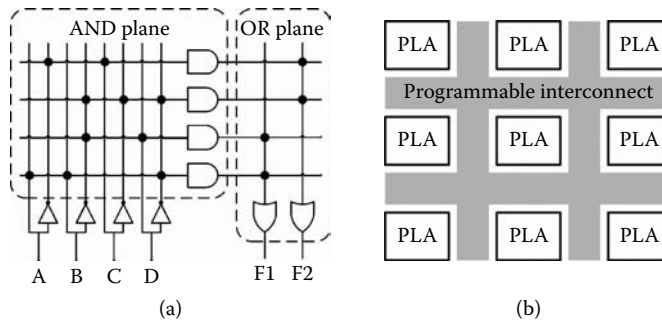 AND plane OR plane
A B C D F1 F2
(a)
PLA PLA PLA
Programmable interconnect
PLA PLA PLA
PLA PLA PLA
(b)